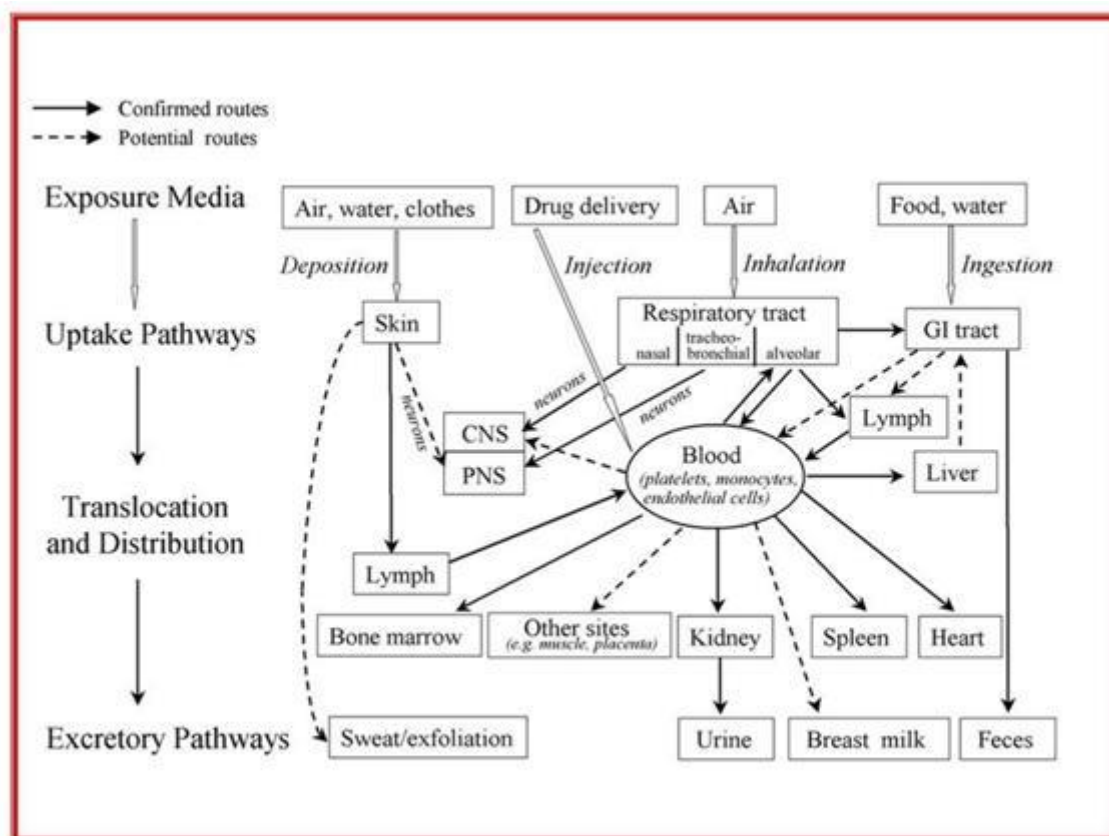 Confirmed routes
Potential routes
Exposure Media
Air, water, clothes
Drug delivery
Air
Food, water
Deposition
Injection
Inhalation
Ingestion
Uptake Pathways
Skin
Respiratory tract
nasal
tracheo-
bronchial
alveolar
GI tract
neurons
neurons
neurons
CNS
PNS
Lymph
Blood
(platelets, monocytes,
endothelial cells)
Liver
Translocation
and Distribution
Lymph
Bone marrow
Other sites
(e.g. muscle, placenta)
Kidney
Spleen
Heart
Excretory Pathways
Sweat/exfoliation
Urine
Breast milk
Feces